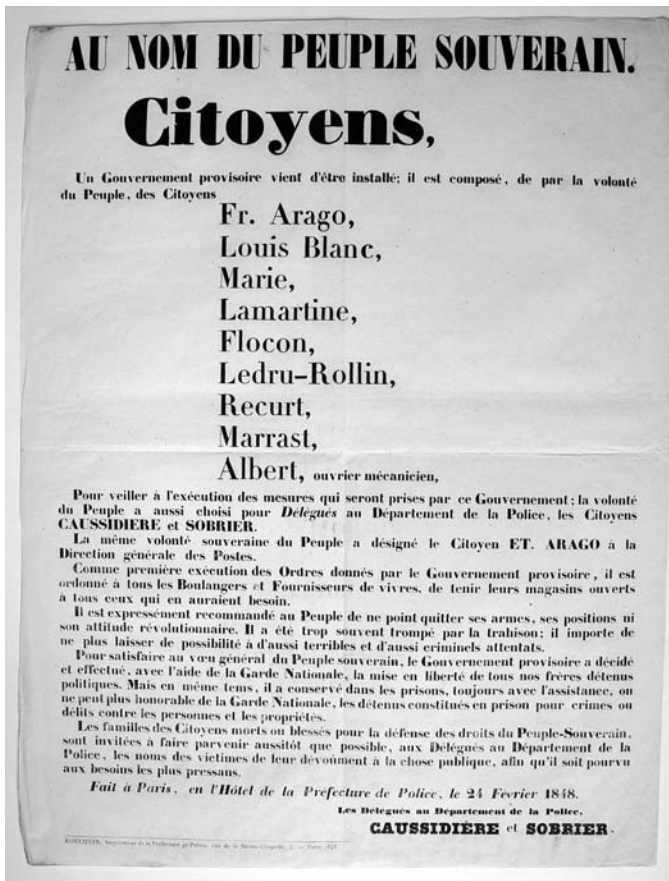 AU NOM DU PEUPLE SOUVERAIN.
Citoyens,
Un Gouvernement provisoire vient d'être installé; il est composé, de par la volonté
du Peuple, des Citoyens
Fr. Arago,
Louis Blanc,
Marie,
Lamartine,
Flocon,
Ledru-Rollin,
Recurt,
Marrast,
Albert, ouvrier mécanicien,
Pour veiller à l'exécution des mesures qui seront prises par ce Gouvernement; la volonté
du Peuple a aussi choisi pour Délégués au Département de la Police, les Citoyens
CAUSSIDIERE et SOBRIER.
La même volonté souveraine du Peuple a désigné le Citoyen ET. ARAGO à la
Direction générale des Postes.
Comme première exécution des Ordres donnés par le Gouvernement provisoire, il est
ordonné à tous les Boulangers et Fournisseurs de vivres, de tenir leurs magasins ouverts
à tous ceux qui en auraient besoin.
Il est expressément recommandé au Peuple de ne point quitter ses armes, ses positions ni
son attitude révolutionnaire. Il a été trop souvent trompé par la trahison; il importe de
ne plus laisser de possibilité à d'aussi terribles et d'aussi criminels attentats.
Pour satisfaire au vœu général du Peuple souverain, le Gouvernement provisoire a décidé
et effectué, avec l'aide de la Garde Nationale, la mise en liberté de tous nos frères détenus
politiques. Mais en même tems, il a conservé dans les prisons, toujours avec l'assistance, on
ne peut plus honorable de la Garde Nationale, les détenus constitués en prison pour crimes ou
délits contre les personnes et les propriétés.
Les familles des Citoyens morts ou blessés pour la défense des droits du Peuple-Souverain,
sont invitées à faire parvenir aussitôt que possible, aux Délégués au Département de la
Police, les noms des victimes de leur dévoûment à la chose publique, afin qu'il soit pourvu
aux besoins les plus pressans.
Fait à Paris, en l'Hôtel de la Préfecture de Police, le 24 Février 1848.
Les Délégués au Département de la Police,
CAUSSIDIÈRE et SOBRIER.
de la Préfecture de Police, rue de la Sainte-Chapelle,